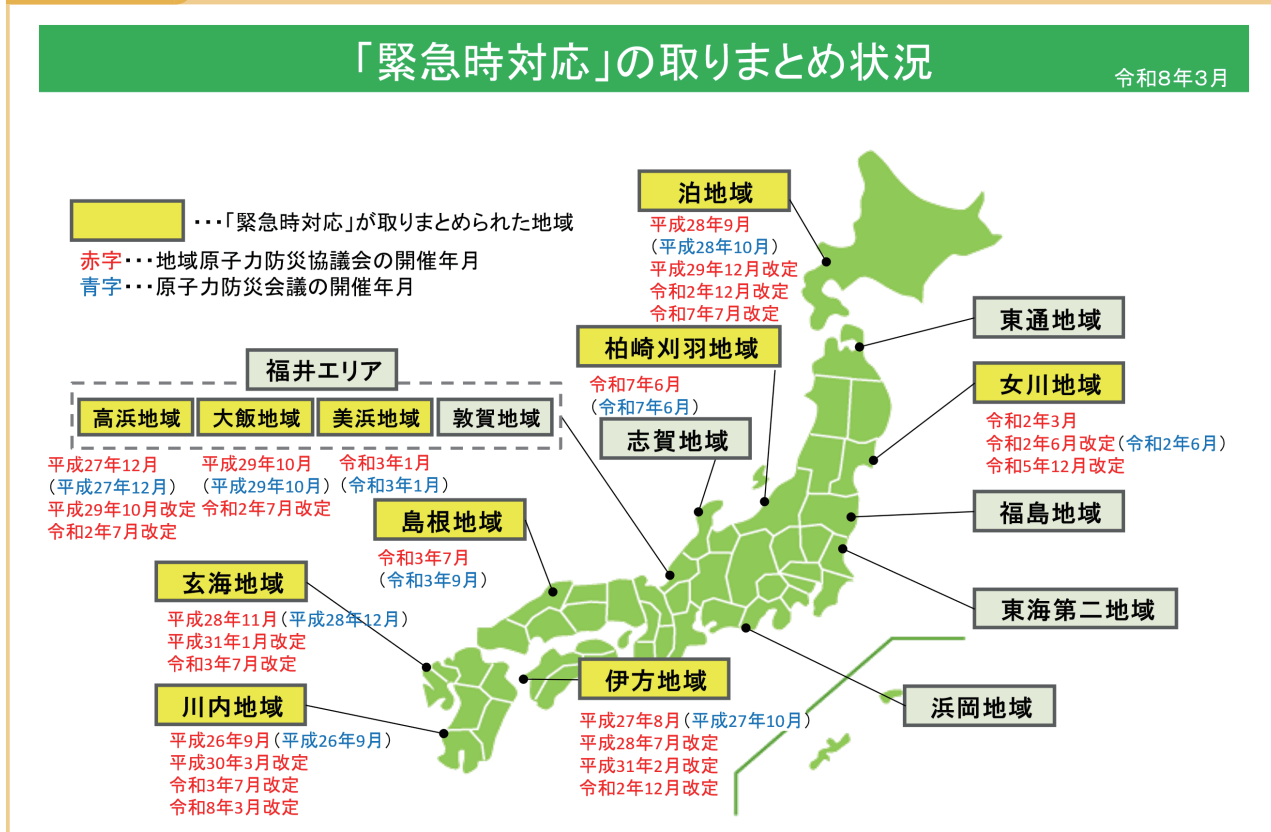 「緊急時対応」の取りまとめ状況
令和8年3月
・・・「緊急時対応」が取りまとめられた地域
赤字・・・地域原子力防災協議会の開催年月
青字・・・原子力防災会議の開催年月
泊地域
平成28年9月
(平成28年10月)
平成29年12月改定
令和2年12月改定
令和7年7月改定
東通地域
柏崎刈羽地域
令和7年6月
(令和7年6月)
女川地域
令和2年3月
令和2年6月改定(令和2年6月)
令和5年12月改定
福井エリア
高浜地域
平成27年12月
(平成27年12月)
平成29年10月改定
令和2年7月改定
大飯地域
平成29年10月
(平成29年10月)
令和2年7月改定
美浜地域
令和3年1月
(令和3年1月)
敦賀地域
志賀地域
福島地域
島根地域
令和3年7月
(令和3年9月)
玄海地域
平成28年11月(平成28年12月)
平成31年1月改定
令和3年7月改定
東海第二地域
川内地域
平成26年9月(平成26年9月)
平成30年3月改定
令和3年7月改定
令和8年3月改定
伊方地域
平成27年8月(平成27年10月)
平成28年7月改定
平成31年2月改定
令和2年12月改定
浜岡地域